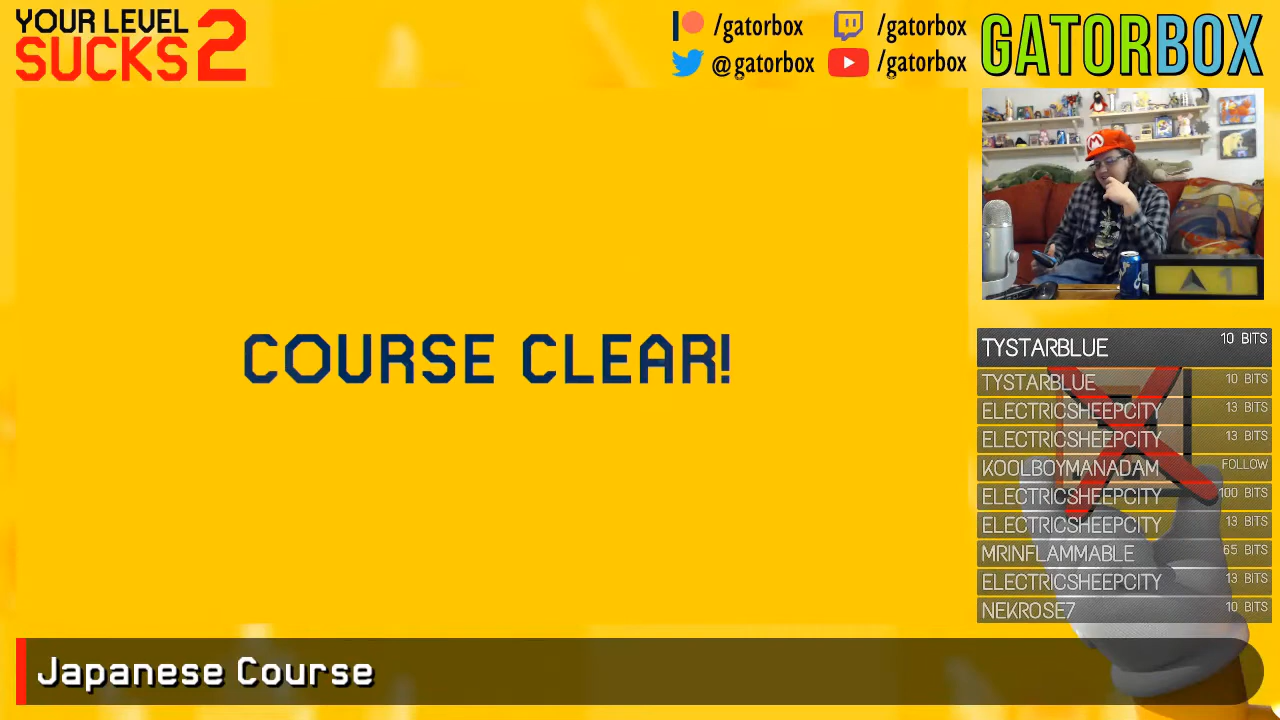 YOUR LEVEL
SUCKS 2
/gatorbox
/gatorbox
@gatorbox
/gatorbox
GATORBOX
COURSE CLEAR!
1
TYSTARBLUE 10 BITS
TYSTARBLUE 10 BITS
ELECTRICSHEEPCITY 13 BITS
ELECTRICSHEEPCITY 13 BITS
KOOLBOYMANADAM FOLLOW
ELECTRICSHEEPCITY 100 BITS
ELECTRICSHEEPCITY 13 BITS
MRINFLAMMABLE 65 BITS
ELECTRICSHEEPCITY 13 BITS
NEKROSE7 10 BITS
Japanese Course